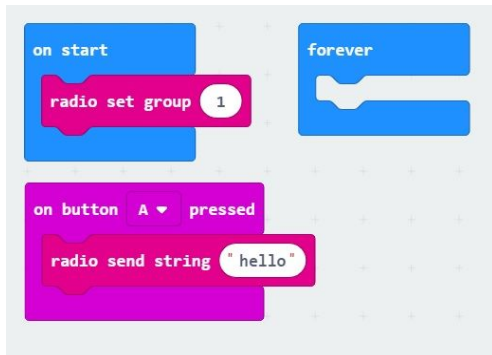 on start
radio set group 1
forever
on button A pressed
radio send string "hello"